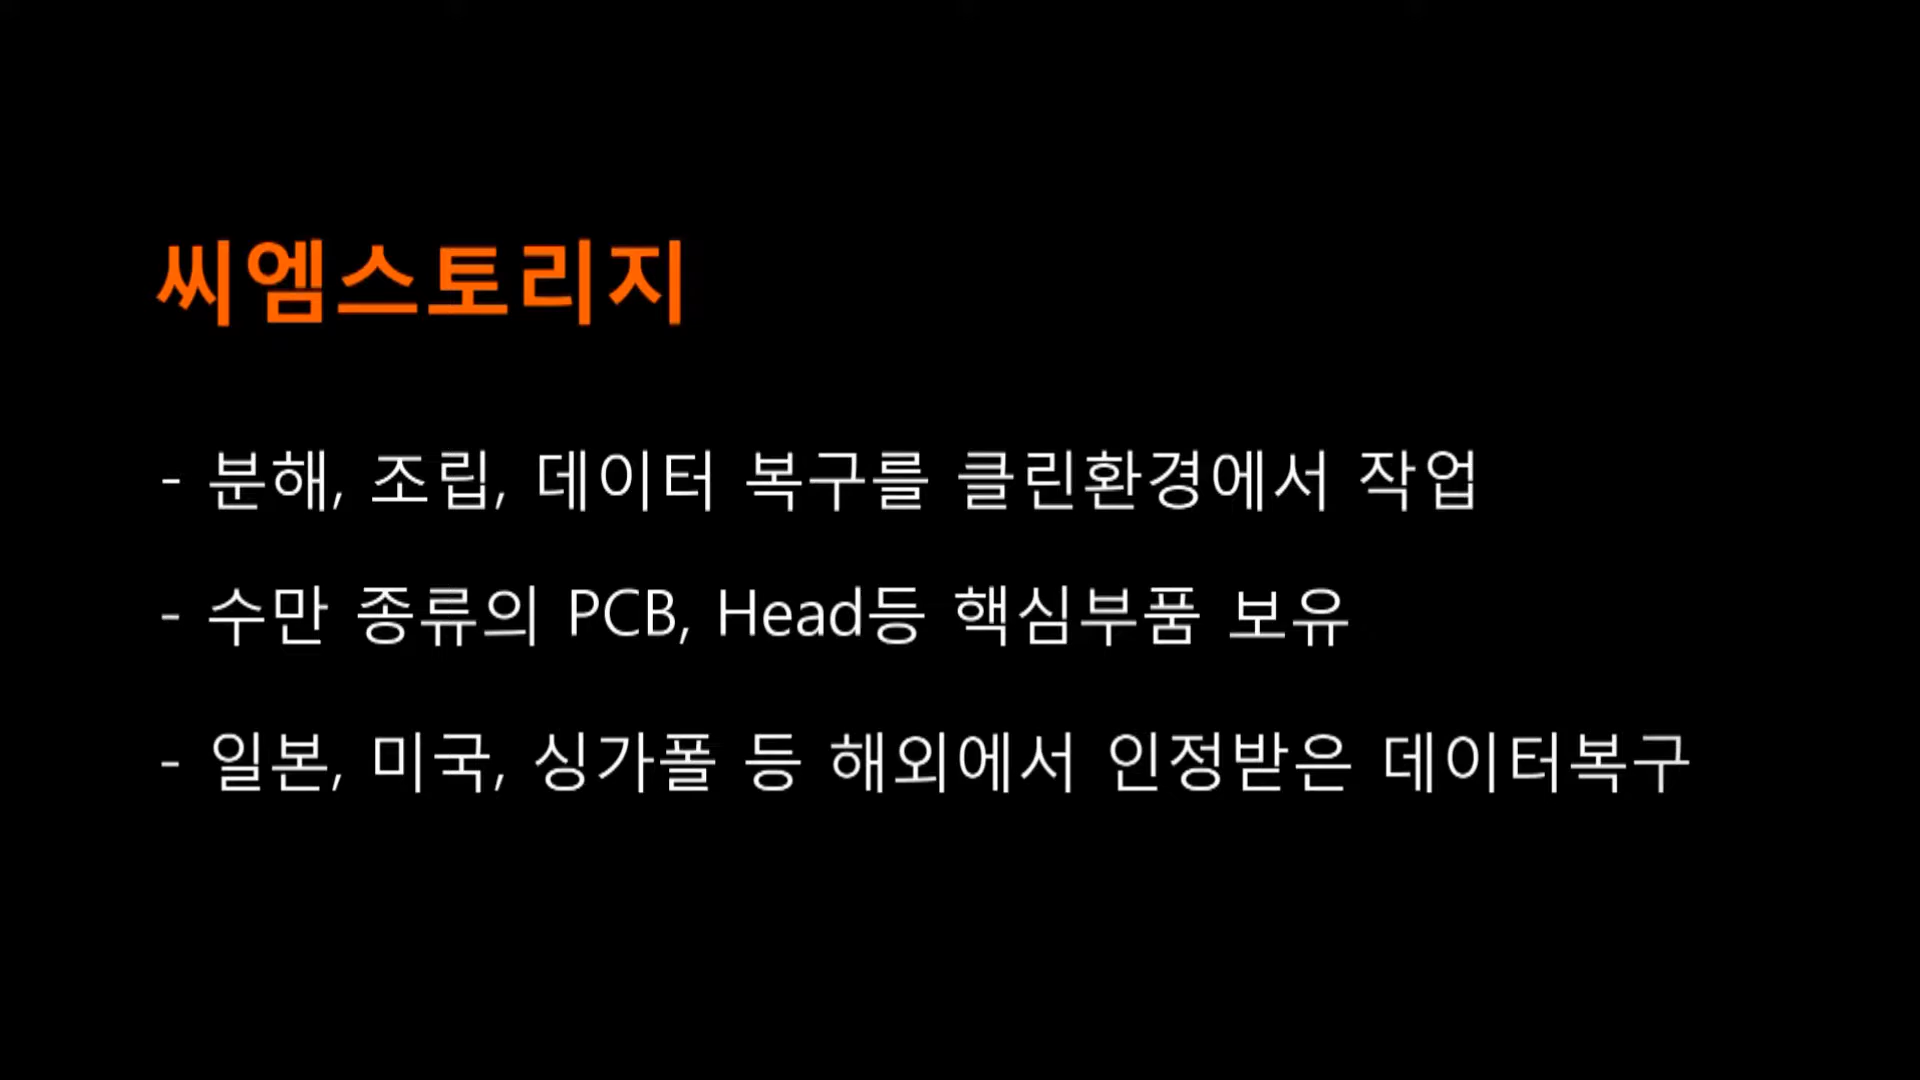 씨엠스토리지
- 분해, 조립, 데이터 복구를 클린환경에서 작업
- 수만 종류의 PCB, Head등 핵심부품 보유
- 일본, 미국, 싱가폴 등 해외에서 인정받은 데이터복구